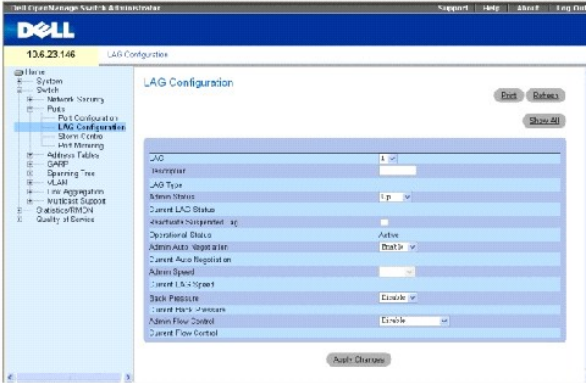 Dell OpenManage Switch Administrator
Support Help About Log Out
DELL
10.6.23.146
LAG Configuration
Home
System
Switch
Network Security
Ports
Port Configuration
LAG Configuration
Storm Control
Port Mirroring
Address Tables
GARP
Spanning Tree
VLAN
Link Aggregation
Multicast Support
Statistics/RMON
Quality of Service
LAG Configuration
Print Refresh
Show All
LAG 1
Description
LAG Type
Admin Status Up
Current LAG Status
Reactivate Suspended Lag
Operational Status Active
Admin Auto Negotiation Enable
Current Auto Negotiation
Admin Speed
Current LAG Speed
Back Pressure Disable
Current Back Pressure
Admin Flow Control Disable
Current Flow Control
Apply Changes